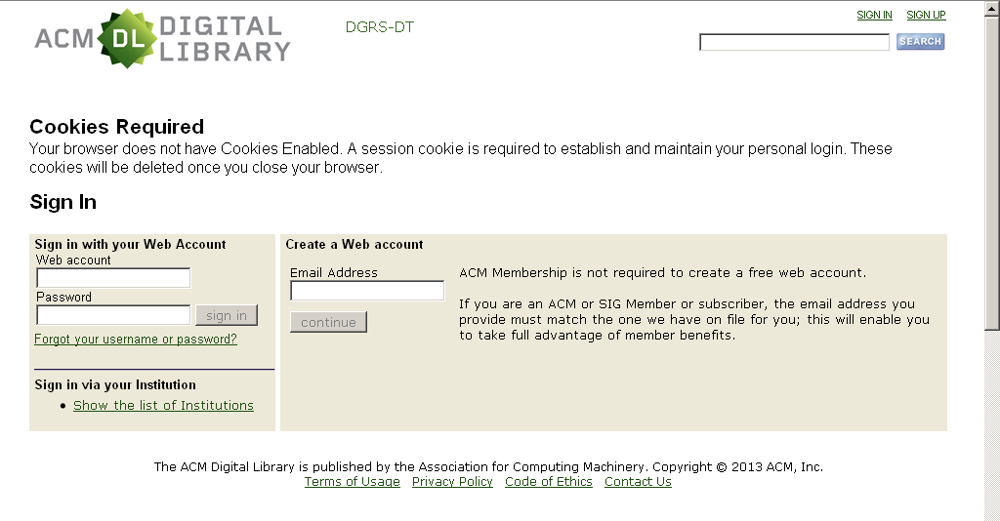 ACM DL DIGITAL LIBRARY
DGRS-DT
SIGN IN SIGN UP
SEARCH
Cookies Required
Your browser does not have Cookies Enabled. A session cookie is required to establish and maintain your personal login. These
cookies will be deleted once you close your browser.
Sign In
Sign in with your Web Account
Web account
Password
sign in
Forgot your username or password?
Sign in via your Institution
• Show the list of Institutions
Create a Web account
Email Address
continue
ACM Membership is not required to create a free web account.
If you are an ACM or SIG Member or subscriber, the email address you
provide must match the one we have on file for you; this will enable you
to take full advantage of member benefits.
The ACM Digital Library is published by the Association for Computing Machinery. Copyright © 2013 ACM, Inc.
Terms of Usage Privacy Policy Code of Ethics Contact Us